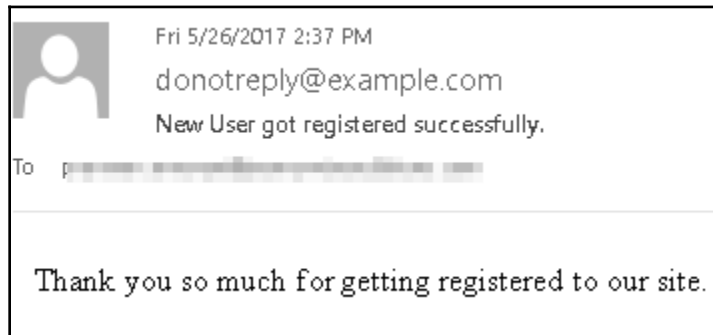 Fri 5/26/2017 2:37 PM
donotreply@example.com
New User got registered successfully.
To
Thank you so much for getting registered to our site.